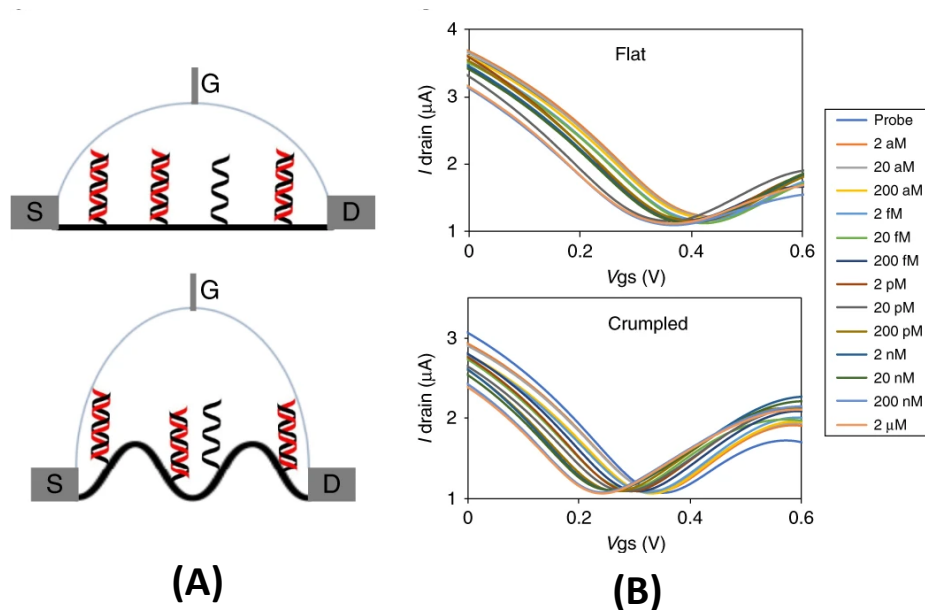 G
S
D
G
S
D
(A)
Flat
I drain (µA)
4
3
2
1
0
0.2
0.4
0.6
Vgs (V)
Crumpled
I drain (µA)
3
2
1
0
0.2
0.4
0.6
Vgs (V)
Probe
2 aM
20 aM
200 aM
2 fM
20 fM
200 fM
2 pM
20 pM
200 pM
2 nM
20 nM
200 nM
2 µM
(B)